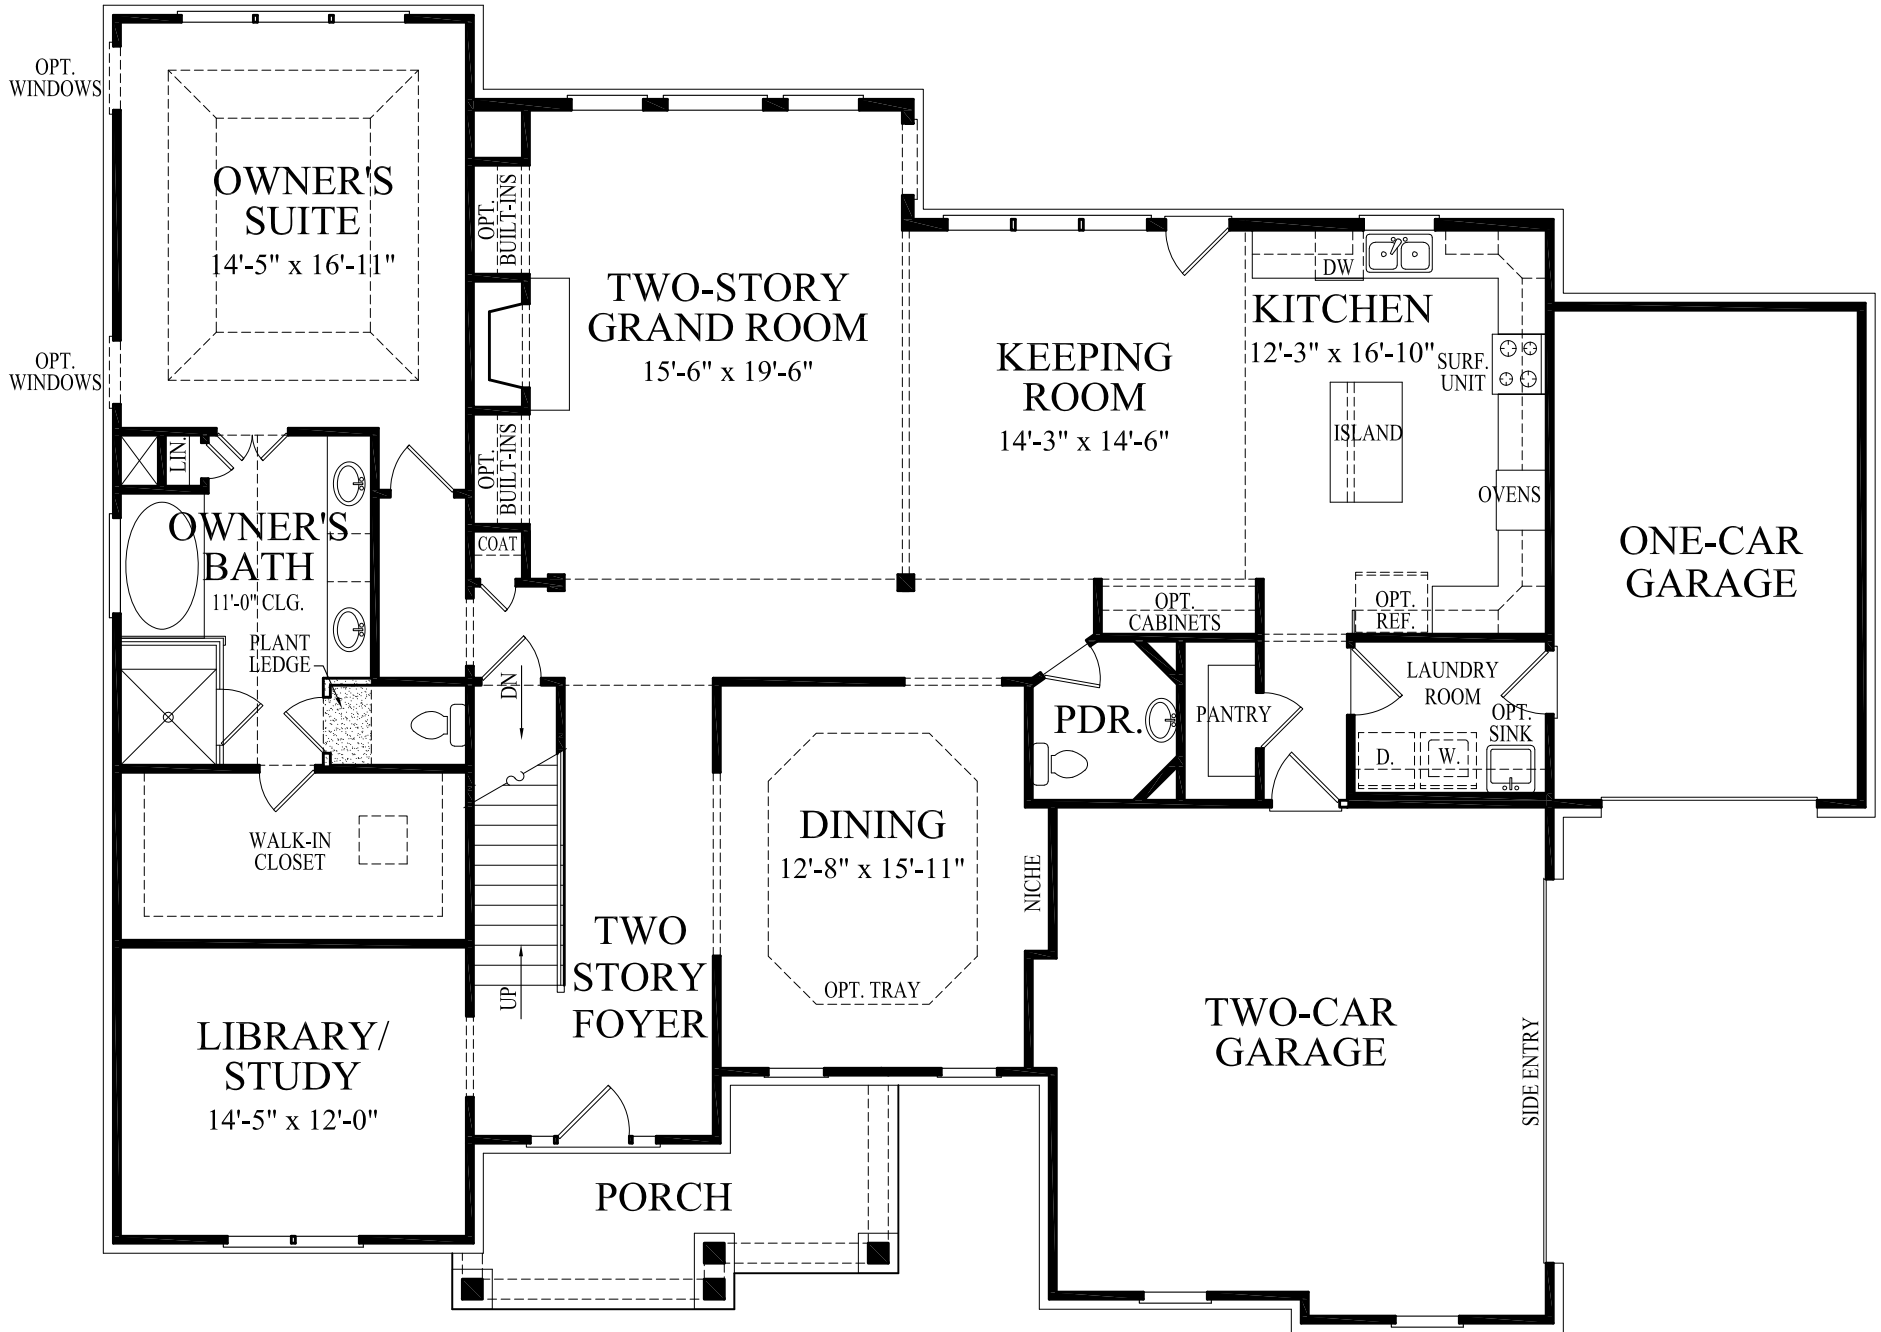 OPT.
WINDOWS
OWNER'S
SUITE
14'-5" x 16'-11"
OPT.
WINDOWS
OPT.
BUILT-INS
TWO-STORY
GRAND ROOM
15'-6" x 19'-6"
OPT.
BUILT-INS
KEEPING
ROOM
14'-3" x 14'-6"
DW
KITCHEN
12'-3" x 16'-10"
SURF.
UNIT
ISLAND
OVENS
OPT.
REF.
OPT.
CABINETS
ONE-CAR
GARAGE
LIN.
OWNER'S
BATH
11'-0" CLG.
PLANT
LEDGE
COAT
DN
PDR.
PANTRY
LAUNDRY
ROOM
OPT.
SINK
D.
W.
WALK-IN
CLOSET
UP
TWO
STORY
FOYER
DINING
12'-8" x 15'-11"
OPT. TRAY
NICHE
TWO-CAR
GARAGE
SIDE ENTRY
LIBRARY/
STUDY
14'-5" x 12'-0"
PORCH